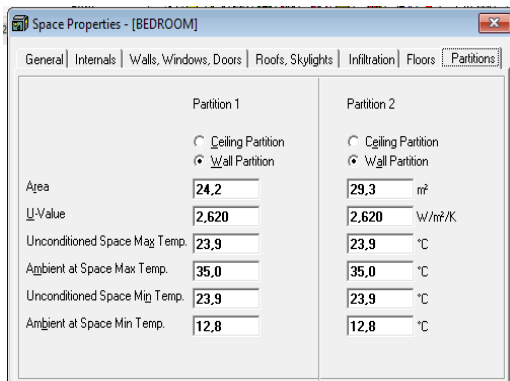 Space Properties - [BEDROOM]
General Internals Walls, Windows, Doors Roofs, Skylights Infiltration Floors Partitions
Partition 1 Partition 2
Ceiling Partition Ceiling Partition
Wall Partition Wall Partition
Area 24,2 29,3 m²
U-Value 2,620 2,620 W/m²/K
Unconditioned Space Max Temp. 23,9 23,9 °C
Ambient at Space Max Temp. 35,0 35,0 °C
Unconditioned Space Min Temp. 23,9 23,9 °C
Ambient at Space Min Temp. 12,8 12,8 °C